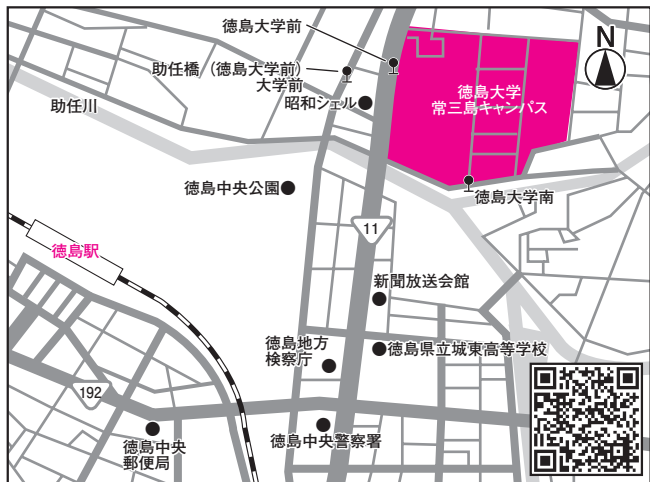 徳島大学前
N
助任橋（徳島大学前）
大学前
昭和シェル
徳島大学
常三島キャンパス
助任川
徳島中央公園
徳島大学南
11
徳島駅
新聞放送会館
徳島地方
検察庁
徳島県立城東高等学校
192
徳島中央
郵便局
徳島中央警察署